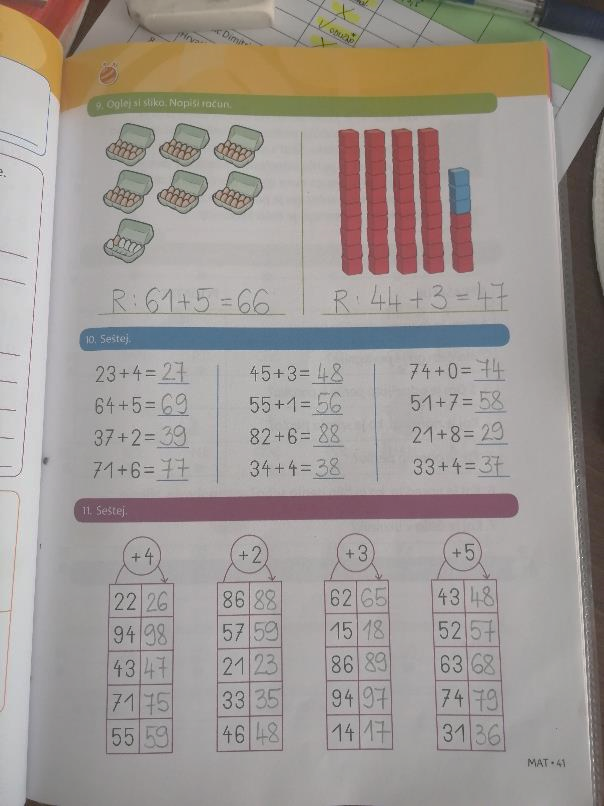 9. Oglej si sliko. Napiši račun.
R: 61+5=66
R: 44+3=47
10. Seštej.
23+4=27 45+3=48 74+0=74
64+5=69 55+1=56 51+7=58
37+2=39 82+6=88 21+8=29
71+6=77 34+4=38 33+4=37
11. Seštej.
+4 +2 +3 +5
22 26 86 88 62 65 43 48
94 98 57 59 15 18 52 57
43 47 21 23 86 89 63 68
71 75 33 35 94 97 74 79
55 59 46 48 14 17 31 36
MAT • 41